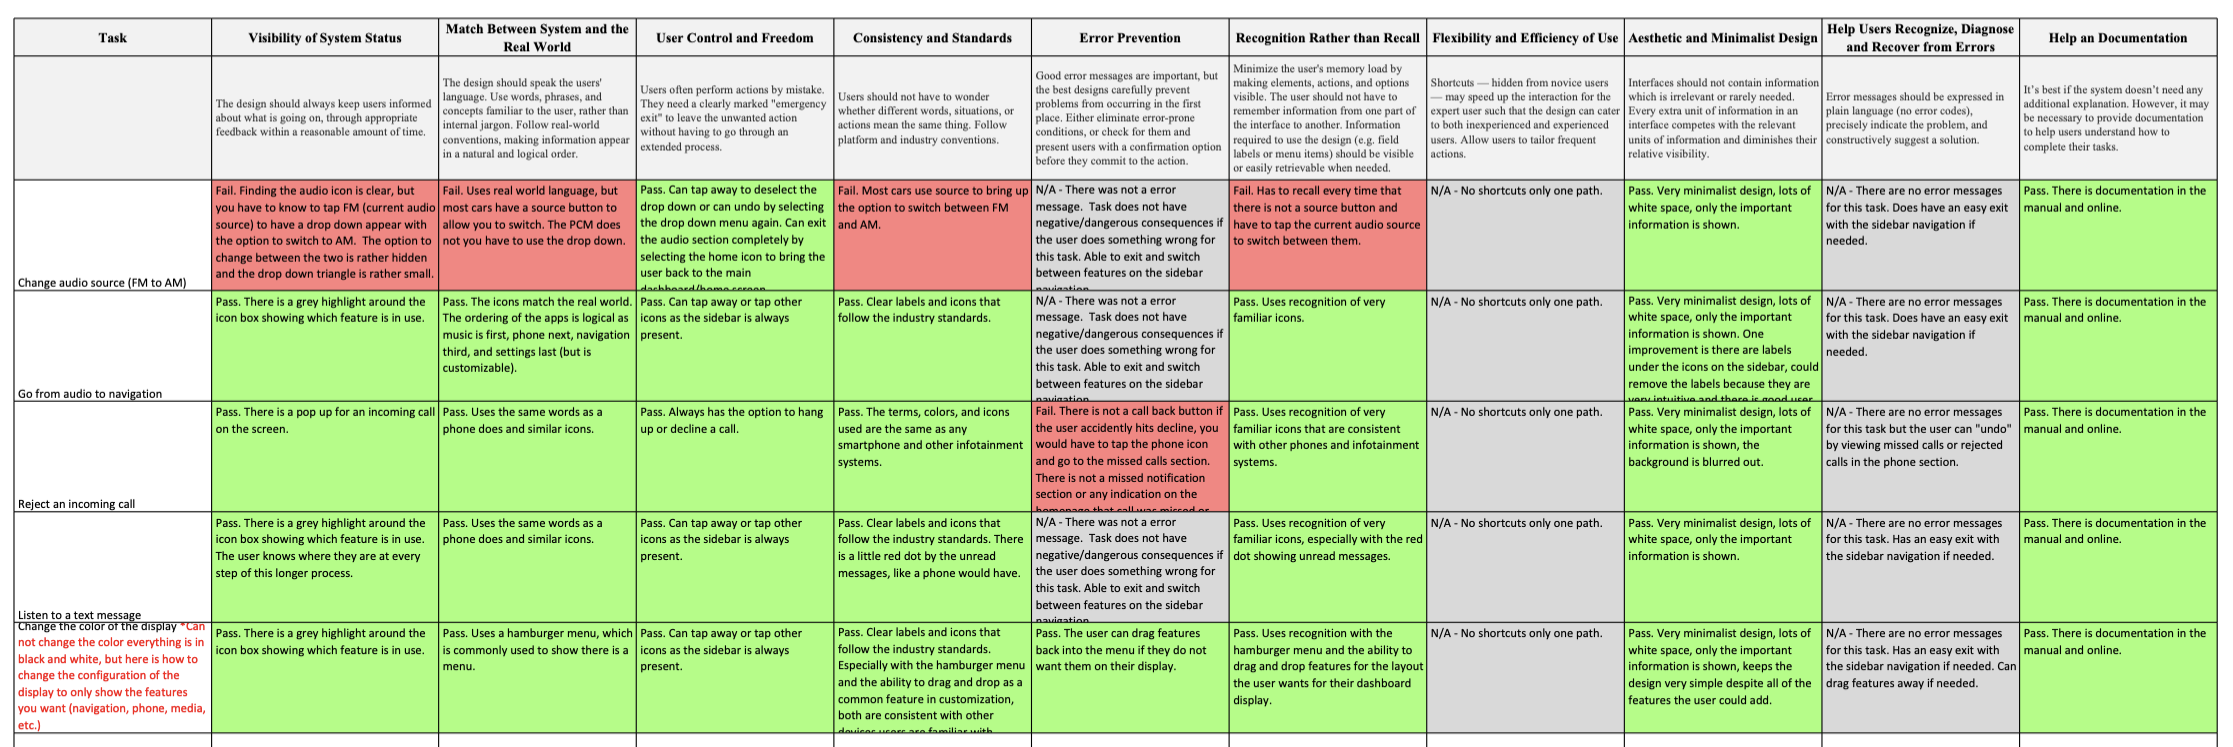 Task
Visibility of System Status
Match Between System and the
Real World
User Control and Freedom
Consistency and Standards
Error Prevention
Recognition Rather than Recall
Flexibility and Efficiency of Use
Aesthetic and Minimalist Design
Help Users Recognize, Diagnose
and Recover from Errors
Help an Documentation
The design should always keep users informed
about what is going on, through appropriate
feedback within a reasonable amount of time.
The design should speak the users'
language. Use words, phrases, and
concepts familiar to the user, rather than
internal jargon. Follow real-world
conventions, making information appear
in a natural and logical order.
Users often perform actions by mistake.
They need a clearly marked "emergency
exit" to leave the unwanted action
without having to go through an
extended process.
Users should not have to wonder
whether different words, situations, or
actions mean the same thing. Follow
platform and industry conventions.
Good error messages are important, but
the best designs carefully prevent
problems from occurring in the first
place. Either eliminate error-prone
conditions, or check for them and
present users with a confirmation option
before they commit to the action.
Minimize the user's memory load by
making elements, actions, and options
visible. The user should not have to
remember information from one part of
the interface to another. Information
required to use the design (e.g. field
labels or menu items) should be visible
or easily retrievable when needed.
Shortcuts — hidden from novice users
— may speed up the interaction for the
expert user such that the design can cater
to both inexperienced and experienced
users. Allow users to tailor frequent
actions.
Interfaces should not contain information
which is irrelevant or rarely needed.
Every extra unit of information in an
interface competes with the relevant
units of information and diminishes their
relative visibility.
Error messages should be expressed in
plain language (no error codes),
precisely indicate the problem, and
constructively suggest a solution.
It's best if the system doesn't need any
additional explanation. However, it may
be necessary to provide documentation
to help users understand how to
complete their tasks.
Change audio source (FM to AM)
Fail. Finding the audio icon is clear, but
you have to know to tap FM (current audio
source) to have a drop down appear with
the option to switch to AM.  The option to
change between the two is rather hidden
and the drop down triangle is rather small.
Fail. Uses real world language, but
most cars have a source button to
allow you to switch. The PCM does
not you have to use the drop down.
Pass. Can tap away to deselect the
drop down or can undo by selecting
the drop down menu again. Can exit
the audio section completely by
selecting the home icon to bring the
user back to the main
dashboard/home screen.
Fail. Most cars use source to bring up
the option to switch between FM
and AM.
N/A - There was not a error
message.  Task does not have
negative/dangerous consequences if
the user does something wrong for
this task. Able to exit and switch
between features on the sidebar
navigation.
Fail. Has to recall every time that
there is not a source button and
have to tap the current audio source
to switch between them.
N/A - No shortcuts only one path.
Pass. Very minimalist design, lots of
white space, only the important
information is shown.
N/A - There are no error messages
for this task. Does have an easy exit
with the sidebar navigation if
needed.
Pass. There is documentation in the
manual and online.
Go from audio to navigation
Pass. There is a grey highlight around the
icon box showing which feature is in use.
Pass. The icons match the real world.
The ordering of the apps is logical as
music is first, phone next, navigation
third, and settings last (but is
customizable).
Pass. Can tap away or tap other
icons as the sidebar is always
present.
Pass. Clear labels and icons that
follow the industry standards.
N/A - There was not a error
message.  Task does not have
negative/dangerous consequences if
the user does something wrong for
this task. Able to exit and switch
between features on the sidebar
navigation.
Pass. Uses recognition of very
familiar icons.
N/A - No shortcuts only one path.
Pass. Very minimalist design, lots of
white space, only the important
information is shown. One
improvement is there are labels
under the icons on the sidebar, could
remove the labels because they are
very intuitive and there is good user
N/A - There are no error messages
for this task. Does have an easy exit
with the sidebar navigation if
needed.
Pass. There is documentation in the
manual and online.
Reject an incoming call
Pass. There is a pop up for an incoming call
on the screen.
Pass. Uses the same words as a
phone does and similar icons.
Pass. Always has the option to hang
up or decline a call.
Pass. The terms, colors, and icons
used are the same as any
smartphone and other infotainment
systems.
Fail. There is not a call back button if
the user accidently hits decline, you
would have to tap the phone icon
and go to the missed calls section.
There is not a missed notification
section or any indication on the
homepage that call was missed or
Pass. Uses recognition of very
familiar icons that are consistent
with other phones and infotainment
systems.
N/A - No shortcuts only one path.
Pass. Very minimalist design, lots of
white space, only the important
information is shown, the
background is blurred out.
N/A - There are no error messages
for this task but the user can "undo"
by viewing missed calls or rejected
calls in the phone section.
Pass. There is documentation in the
manual and online.
Listen to a text message
Pass. There is a grey highlight around the
icon box showing which feature is in use.
The user knows where they are at every
step of this longer process.
Pass. Uses the same words as a
phone does and similar icons.
Pass. Can tap away or tap other
icons as the sidebar is always
present.
Pass. Clear labels and icons that
follow the industry standards. There
is a little red dot by the unread
messages, like a phone would have.
N/A - There was not a error
message.  Task does not have
negative/dangerous consequences if
the user does something wrong for
this task. Able to exit and switch
between features on the sidebar
navigation.
Pass. Uses recognition of very
familiar icons, especially with the red
dot showing unread messages.
N/A - No shortcuts only one path.
Pass. Very minimalist design, lots of
white space, only the important
information is shown.
N/A - There are no error messages
for this task. Has an easy exit with
the sidebar navigation if needed.
Pass. There is documentation in the
manual and online.
Change the color of the display *Can
not change the color everything is in
black and white, but here is how to
change the configuration of the
display to only show the features
you want (navigation, phone, media,
etc.)
Pass. There is a grey highlight around the
icon box showing which feature is in use.
Pass. Uses a hamburger menu, which
is commonly used to show there is a
menu.
Pass. Can tap away or tap other
icons as the sidebar is always
present.
Pass. Clear labels and icons that
follow the industry standards.
Especially with the hamburger menu
and the ability to drag and drop as a
common feature in customization,
both are consistent with other
devices users are familiar with
Pass. The user can drag features
back into the menu if they do not
want them on their display.
Pass. Uses recognition with the
hamburger menu and the ability to
drag and drop features for the layout
the user wants for their dashboard
display.
N/A - No shortcuts only one path.
Pass. Very minimalist design, lots of
white space, only the important
information is shown, keeps the
design very simple despite all of the
features the user could add.
N/A - There are no error messages
for this task. Has an easy exit with
the sidebar navigation if needed. Can
drag features away if needed.
Pass. There is documentation in the
manual and online.